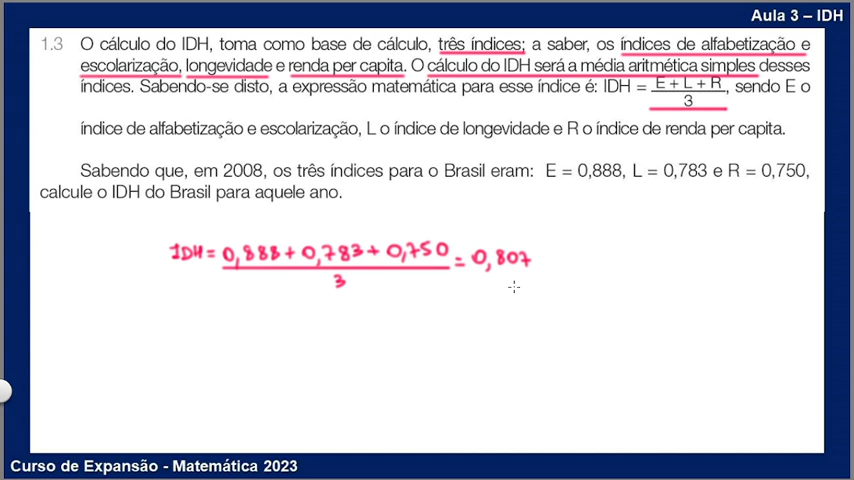 Aula 3 – IDH
1.3 O cálculo do IDH, toma como base de cálculo, três índices; a saber, os índices de alfabetização e
escolarização, longevidade e renda per capita. O cálculo do IDH será a média aritmética simples desses
índices. Sabendo-se disto, a expressão matemática para esse índice é: IDH = E + L + R / 3, sendo E o
índice de alfabetização e escolarização, L o índice de longevidade e R o índice de renda per capita.
Sabendo que, em 2008, os três índices para o Brasil eram: E = 0,888, L = 0,783 e R = 0,750,
calcule o IDH do Brasil para aquele ano.
IDH = 0,888 + 0,783 + 0,750 = 0,807
3
Curso de Expansão - Matemática 2023